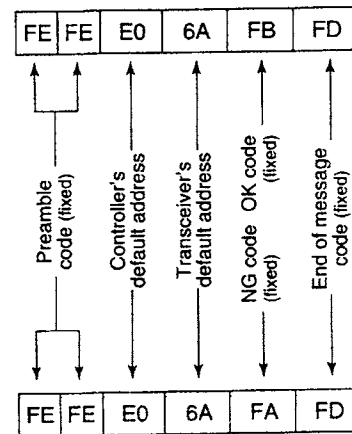 FE FE E0 6A FB FD
Preamble
code (fixed)
Controller's
default address
Transceiver's
default address
OK code
(fixed)
NG code
(fixed)
End of message
code (fixed)
FE FE E0 6A FA FD